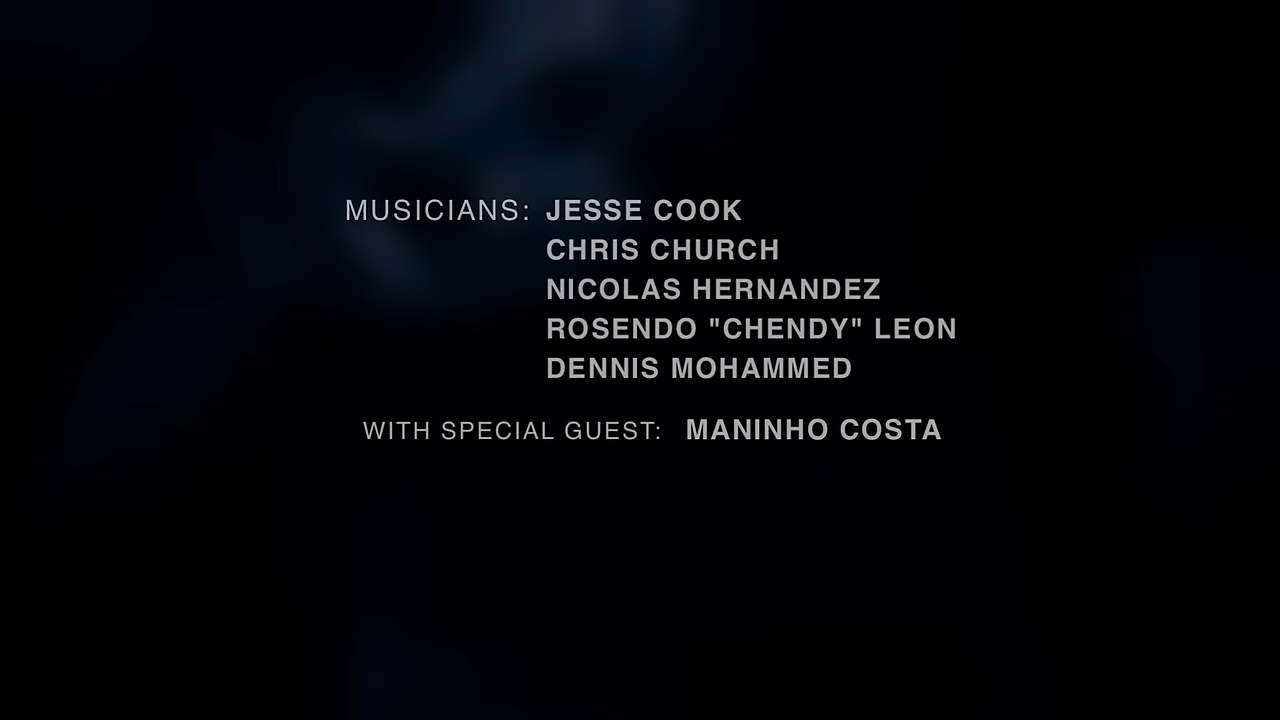 MUSICIANS: JESSE COOK
CHRIS CHURCH
NICOLAS HERNANDEZ
ROSENDO "CHENDY" LEON
DENNIS MOHAMMED
WITH SPECIAL GUEST: MANINHO COSTA